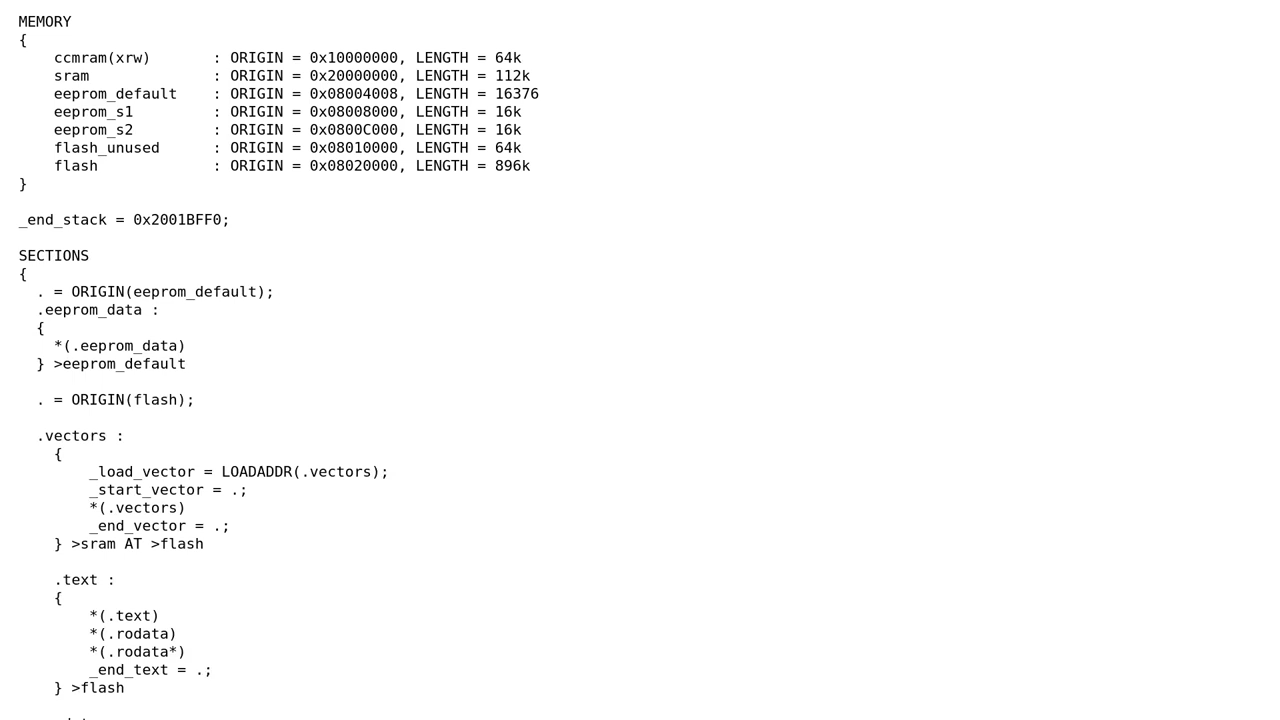 MEMORY
{
    ccmram(xrw)       : ORIGIN = 0x10000000, LENGTH = 64k
    sram              : ORIGIN = 0x20000000, LENGTH = 112k
    eeprom_default    : ORIGIN = 0x08004008, LENGTH = 16376
    eeprom_s1         : ORIGIN = 0x08008000, LENGTH = 16k
    eeprom_s2         : ORIGIN = 0x0800C000, LENGTH = 16k
    flash_unused      : ORIGIN = 0x08010000, LENGTH = 64k
    flash             : ORIGIN = 0x08020000, LENGTH = 896k
}

_end_stack = 0x2001BFF0;

SECTIONS
{
  . = ORIGIN(eeprom_default);
  .eeprom_data :
  {
    *(.eeprom_data)
  } >eeprom_default

  . = ORIGIN(flash);

  .vectors :
    {
        _load_vector = LOADADDR(.vectors);
        _start_vector = .;
        *(.vectors)
        _end_vector = .;
    } >sram AT >flash

    .text :
    {
        *(.text)
        *(.rodata)
        *(.rodata*)
        _end_text = .;
    } >flash